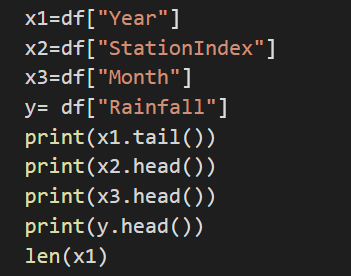 x1=df["Year"]
x2=df["StationIndex"]
x3=df["Month"]
y= df["Rainfall"]
print(x1.tail())
print(x2.head())
print(x3.head())
print(y.head())
len(x1)